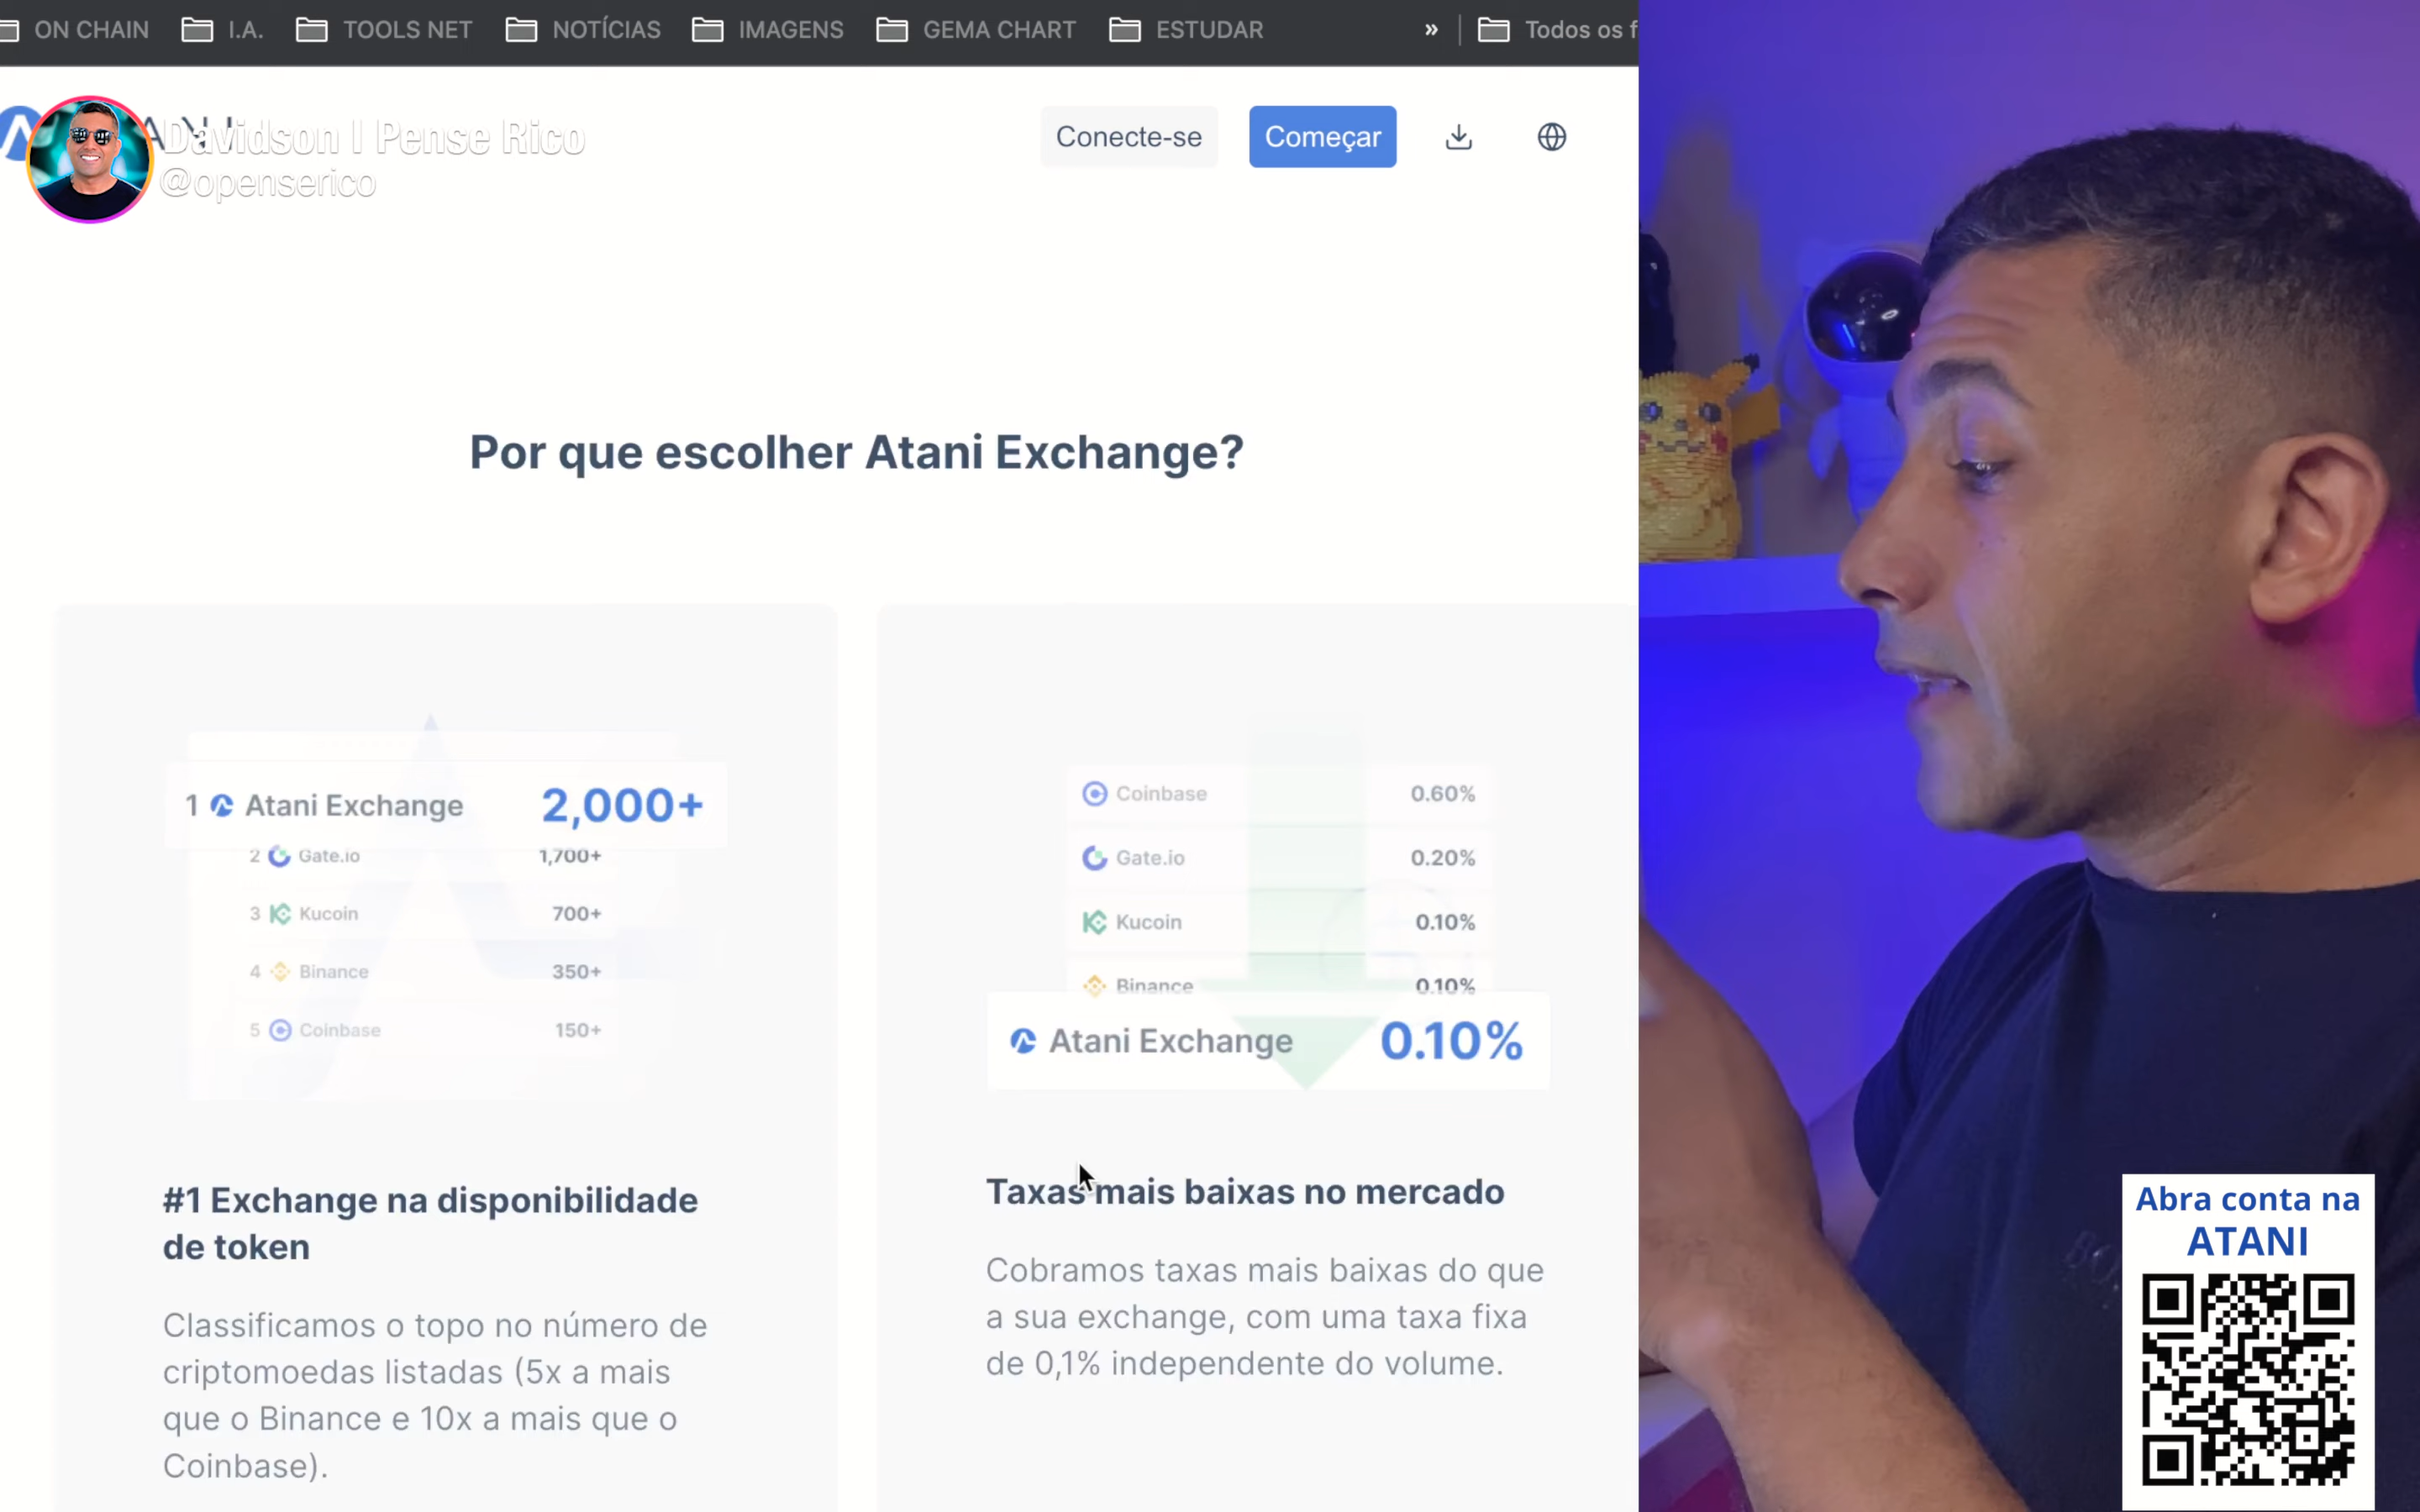 ON CHAIN I.A. TOOLS NET NOTÍCIAS IMAGENS GEMA CHART ESTUDAR » Todos os f
Davidson | Pense Rico
@openserico
Conecte-se Começar
Por que escolher Atani Exchange?
1 Atani Exchange 2,000+
2 Gate.io 1,700+
3 Kucoin 700+
4 Binance 350+
5 Coinbase 150+
#1 Exchange na disponibilidade
de token
Classificamos o topo no número de
criptomoedas listadas (5x a mais
que o Binance e 10x a mais que o
Coinbase).
Coinbase 0.60%
Gate.io 0.20%
Kucoin 0.10%
Binance 0.10%
Atani Exchange 0.10%
Taxas mais baixas no mercado
Cobramos taxas mais baixas do que
a sua exchange, com uma taxa fixa
de 0,1% independente do volume.
Abra conta na
ATANI